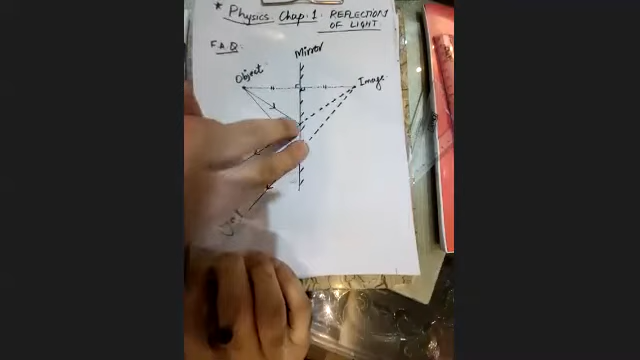 * Physics Chap:1 REFLECTION
OF LIGHT
F.A.Q
Mirror
Object
Image